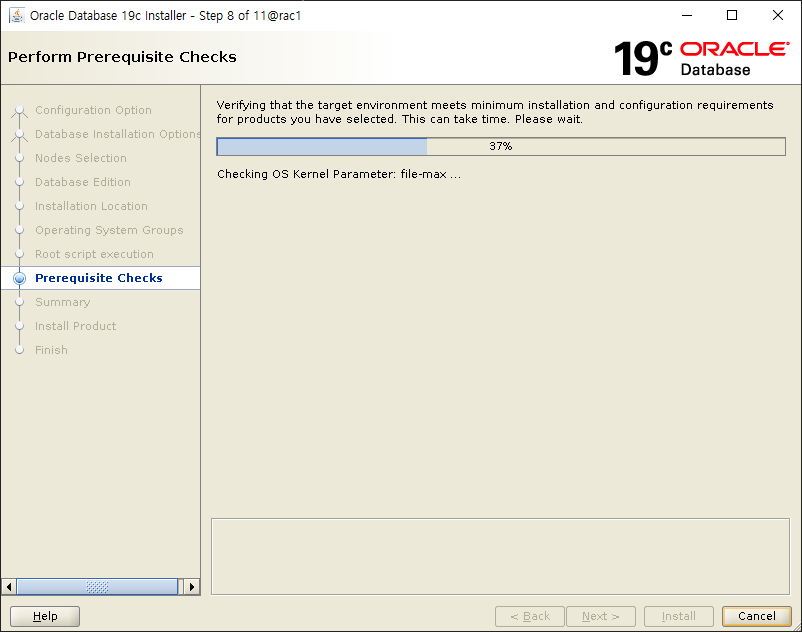 Oracle Database 19c Installer - Step 8 of 11@rac1
Perform Prerequisite Checks
19c ORACLE
Database
Configuration Option
Database Installation Options
Nodes Selection
Database Edition
Installation Location
Operating System Groups
Root script execution
Prerequisite Checks
Summary
Install Product
Finish
Verifying that the target environment meets minimum installation and configuration requirements
for products you have selected. This can take time. Please wait.
37%
Checking OS Kernel Parameter: file-max ...
Help
< Back
Next >
Install
Cancel